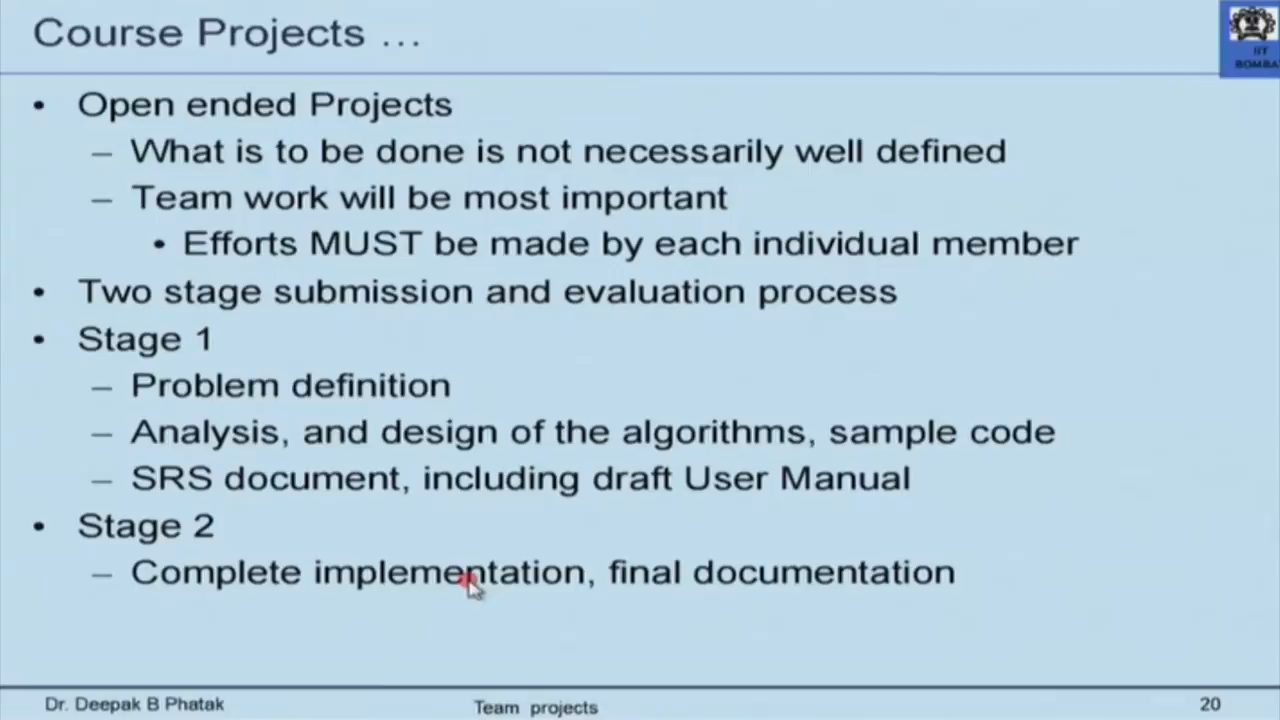 Course Projects ...
IIT
BOMBA
• Open ended Projects
– What is to be done is not necessarily well defined
– Team work will be most important
• Efforts MUST be made by each individual member
• Two stage submission and evaluation process
• Stage 1
– Problem definition
– Analysis, and design of the algorithms, sample code
– SRS document, including draft User Manual
• Stage 2
– Complete implementation, final documentation
Dr. Deepak B Phatak
Team projects
20